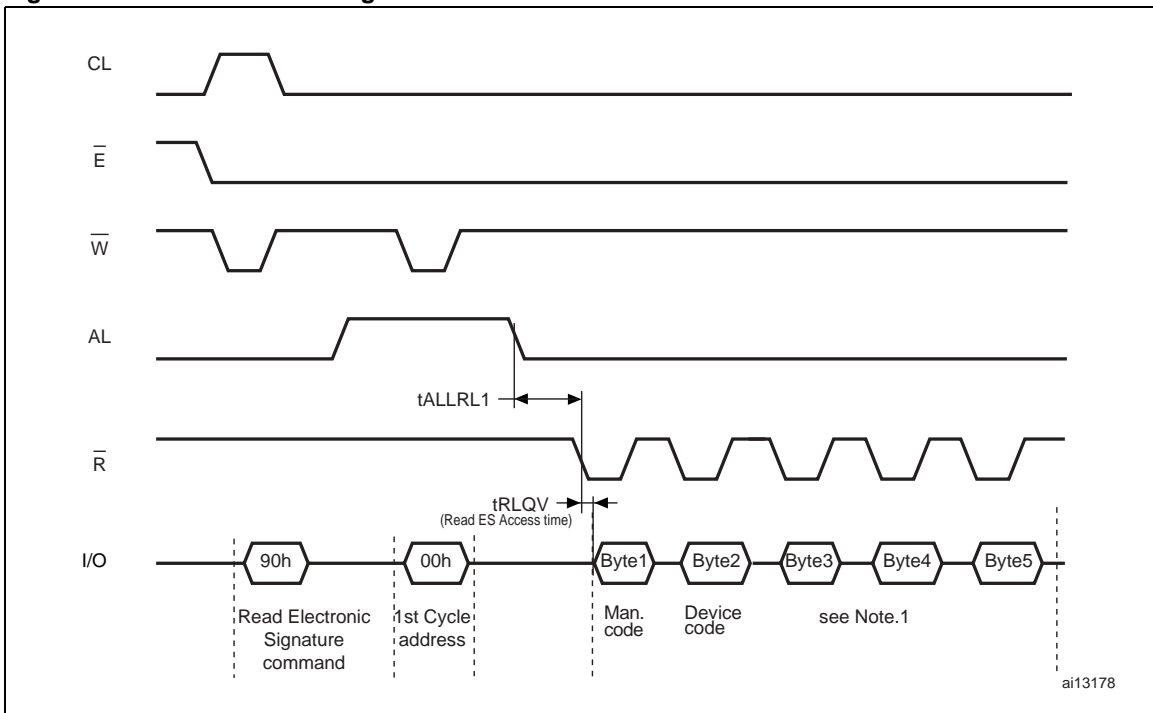 CL
E
W
AL
tALLRL1
R
tRLQV
(Read ES Access time)
I/O
90h
00h
Byte1
Byte2
Byte3
Byte4
Byte5
Read Electronic
Signature
command
1st Cycle
address
Man.
code
Device
code
see Note.1
ai13178